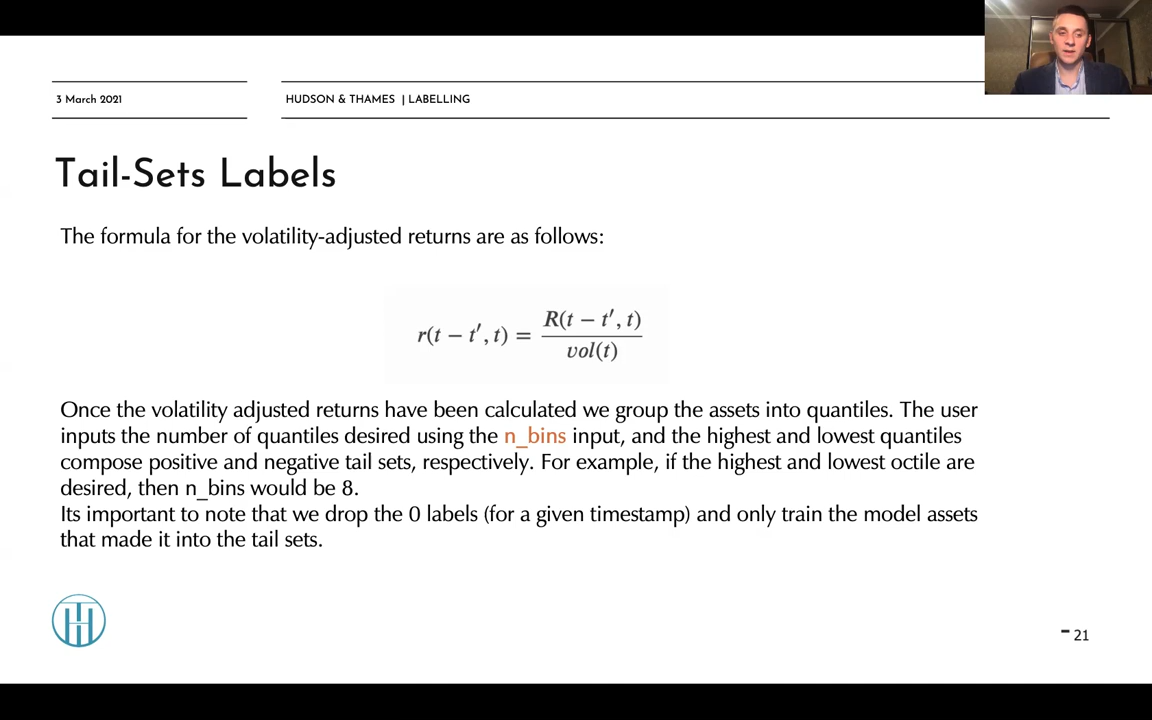 3 March 2021
HUDSON & THAMES | LABELLING
Tail-Sets Labels
The formula for the volatility-adjusted returns are as follows:
r(t − t′, t) = R(t − t′, t) / vol(t)
Once the volatility adjusted returns have been calculated we group the assets into quantiles. The user
inputs the number of quantiles desired using the n_bins input, and the highest and lowest quantiles
compose positive and negative tail sets, respectively. For example, if the highest and lowest octile are
desired, then n_bins would be 8.
Its important to note that we drop the 0 labels (for a given timestamp) and only train the model assets
that made it into the tail sets.
- 21